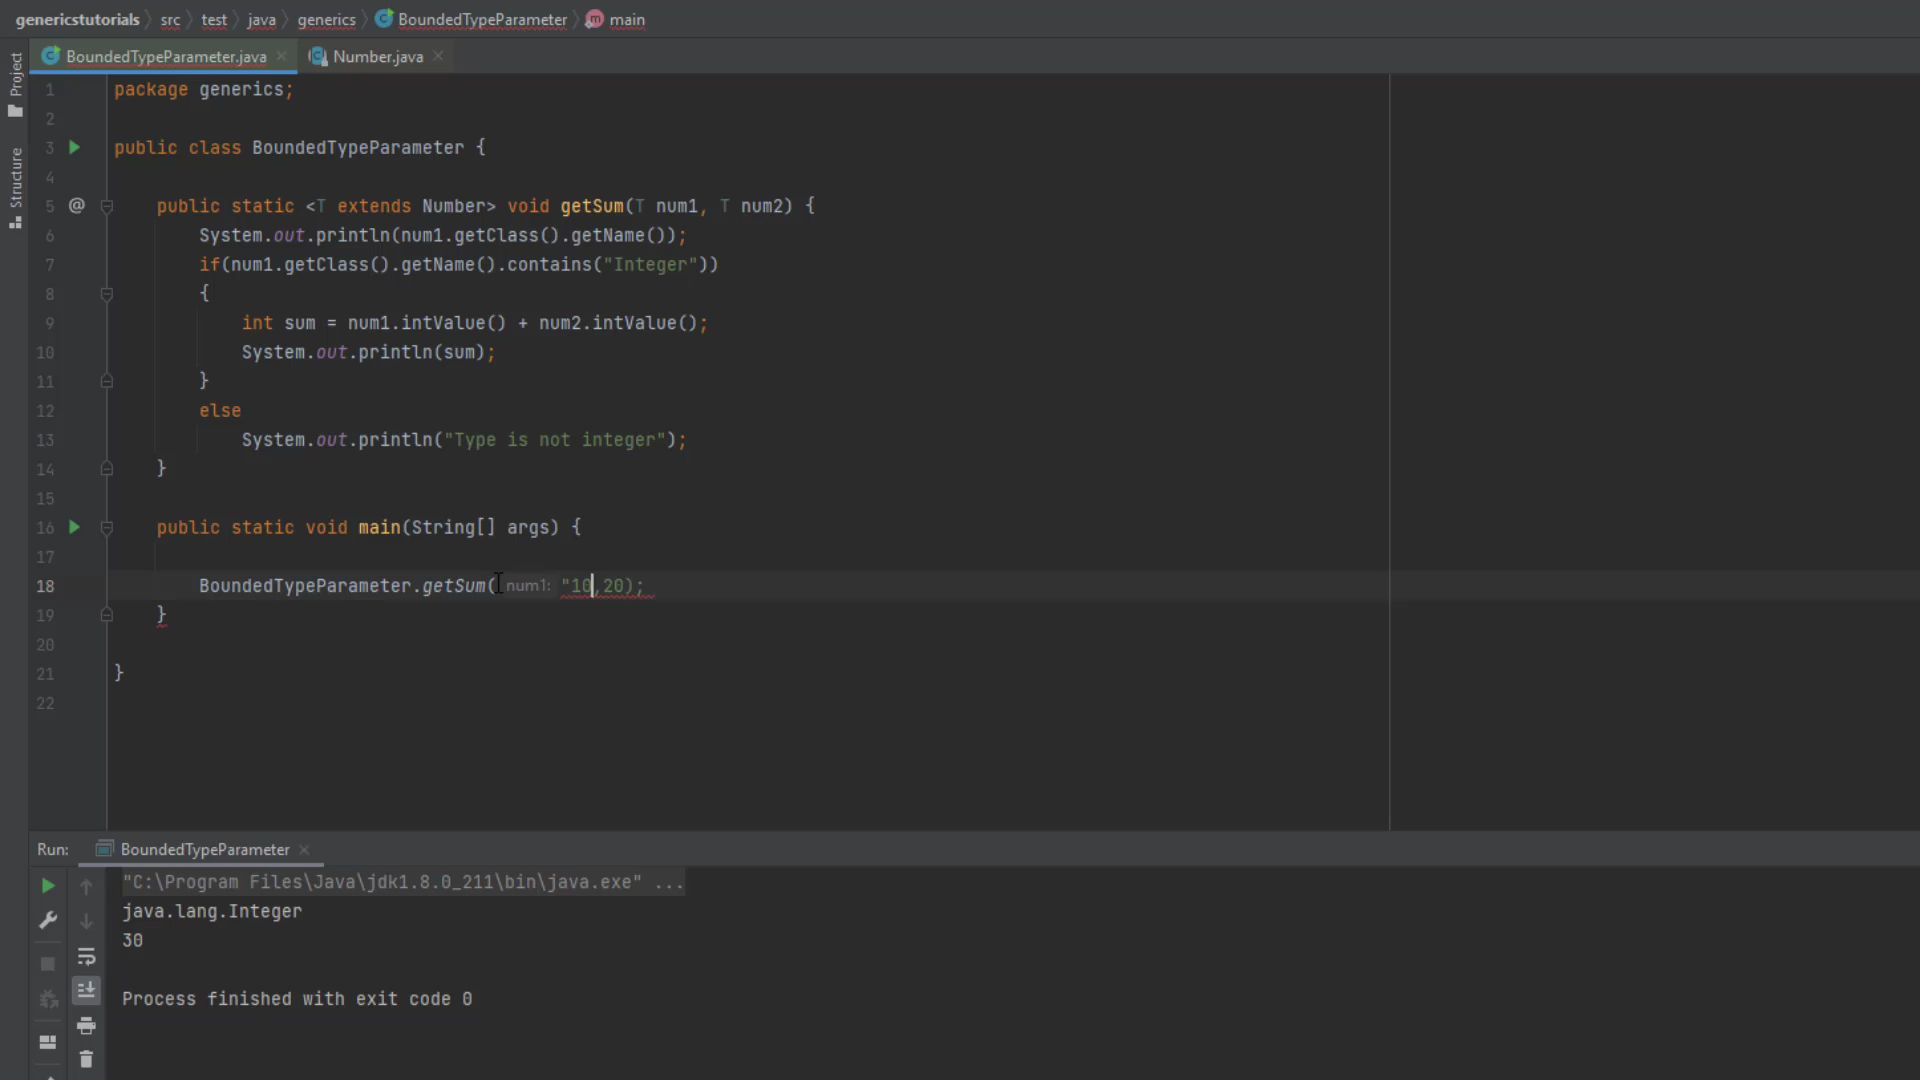 genericstutorials src test java generics BoundedTypeParameter main
BoundedTypeParameter.java Number.java
Project
Structure
1 package generics;
2
3 public class BoundedTypeParameter {
4
5 @ public static <T extends Number> void getSum(T num1, T num2) {
6 System.out.println(num1.getClass().getName());
7 if(num1.getClass().getName().contains("Integer"))
8 {
9 int sum = num1.intValue() + num2.intValue();
10 System.out.println(sum);
11 }
12 else
13 System.out.println("Type is not integer");
14 }
15
16 public static void main(String[] args) {
17
18 BoundedTypeParameter.getSum( num1: "10,20);
19 }
20
21 }
22
Run: BoundedTypeParameter
"C:\Program Files\Java\jdk1.8.0_211\bin\java.exe" ...
java.lang.Integer
30
Process finished with exit code 0